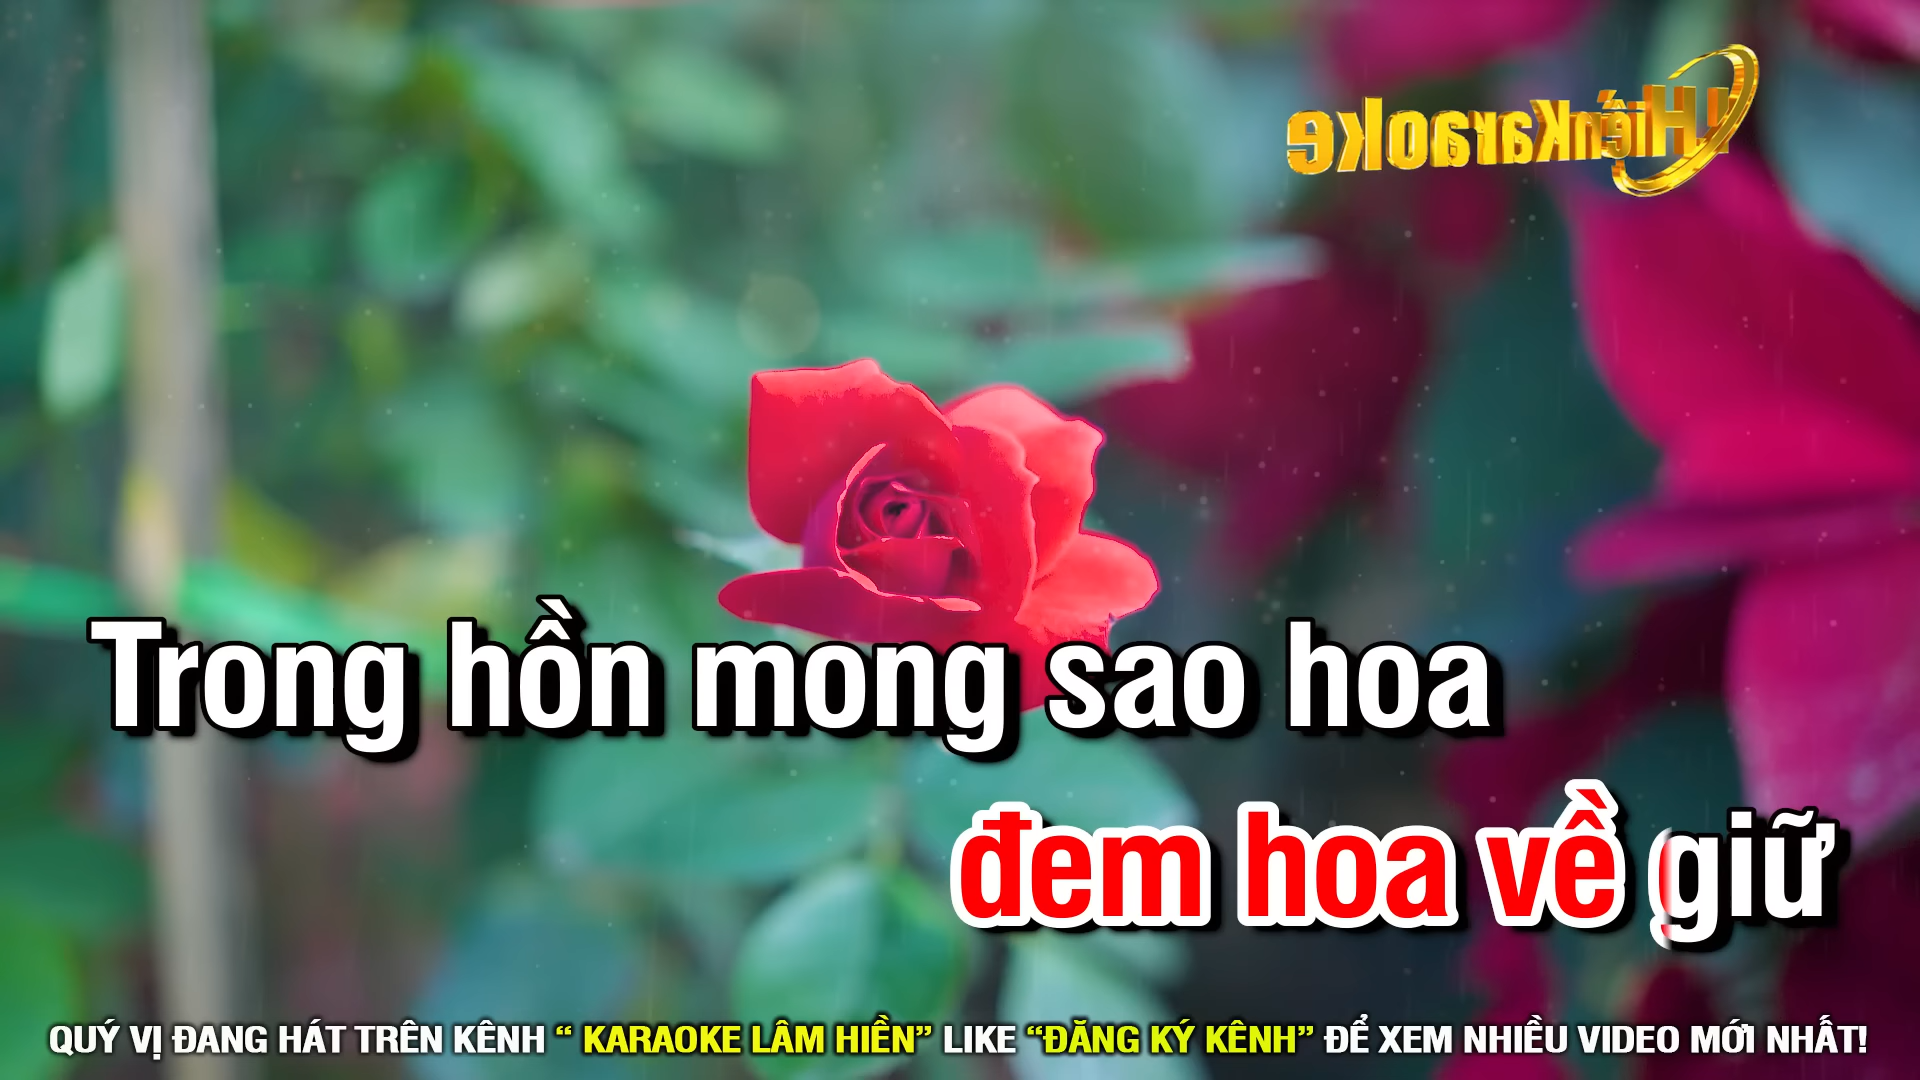 HiềnKaraoke
Trong hồn mong sao hoa
đem hoa về giữ
QUÝ VỊ ĐANG HÁT TRÊN KÊNH “ KARAOKE LÂM HIỀN” LIKE “ĐĂNG KÝ KÊNH” ĐỂ XEM NHIỀU VIDEO MỚI NHẤT!